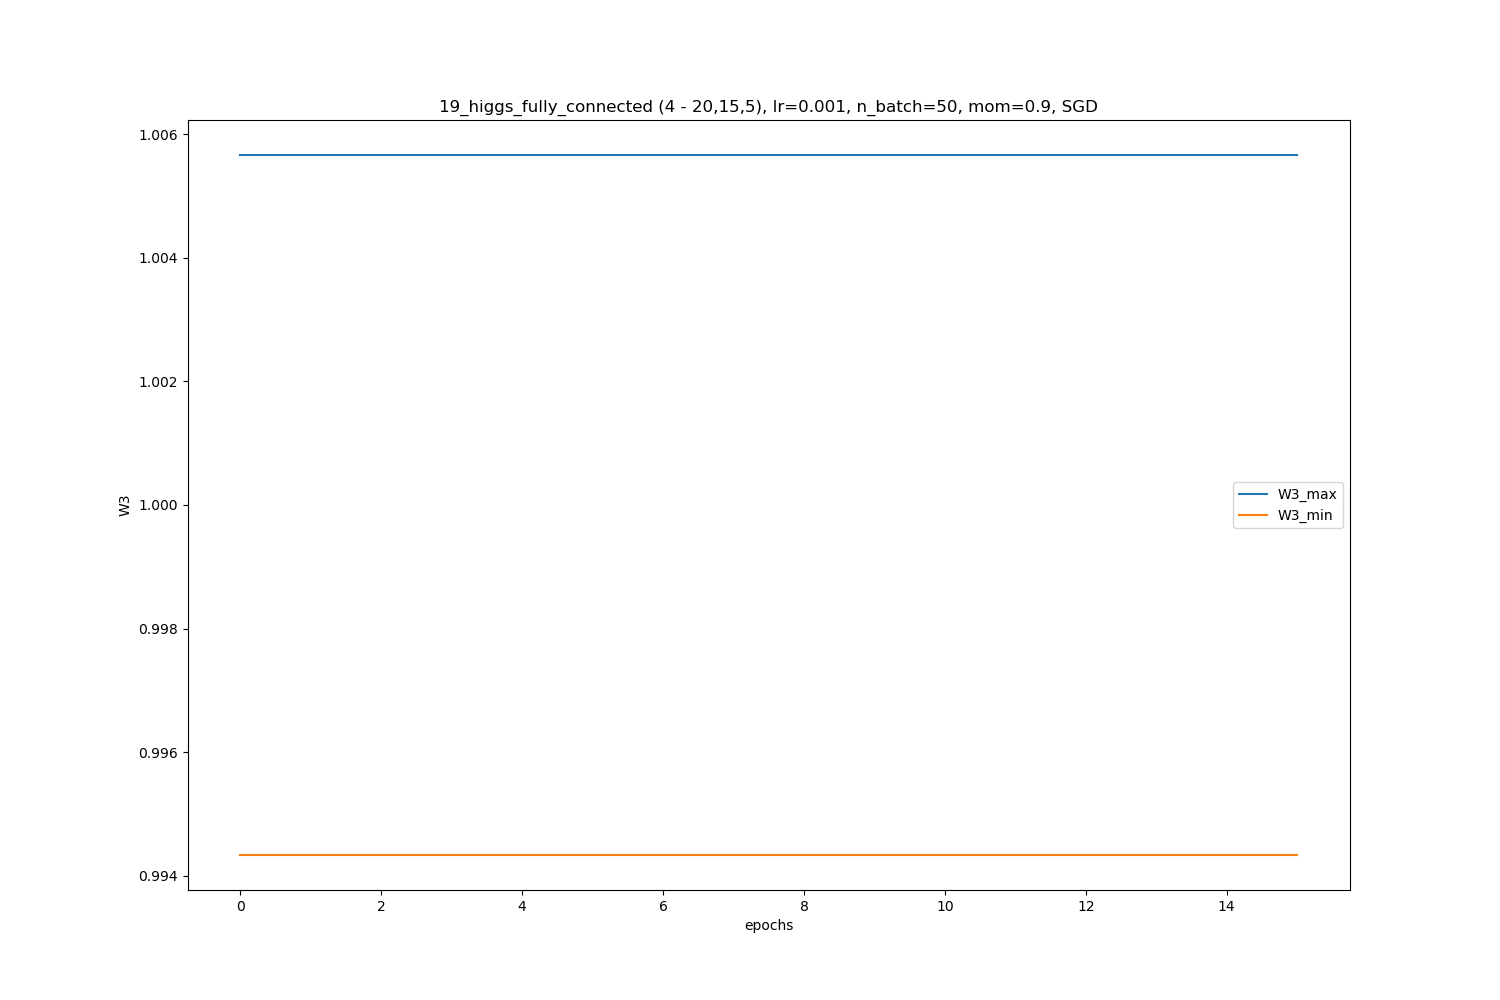 19_higgs_fully_connected (4 - 20,15,5), lr=0.001, n_batch=50, mom=0.9, SGD
1.006
1.004
1.002
1.000
0.998
0.996
0.994
W3
W3_max
W3_min
0 2 4 6 8 10 12 14
epochs